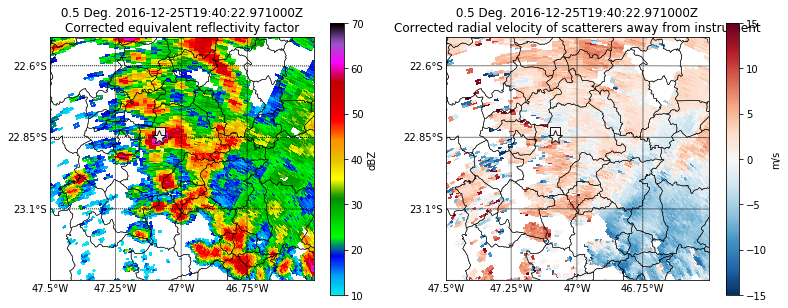 0.5 Deg. 2016-12-25T19:40:22.971000Z
Corrected equivalent reflectivity factor
22.6°S
22.85°S
23.1°S
47.5°W 47.25°W 47°W 46.75°W
70
60
50
40
30
20
10
dBZ
0.5 Deg. 2016-12-25T19:40:22.971000Z
Corrected radial velocity of scatterers away from instrument
22.6°S
22.85°S
23.1°S
47.5°W 47.25°W 47°W 46.75°W
15
10
5
0
−5
−10
−15
m/s